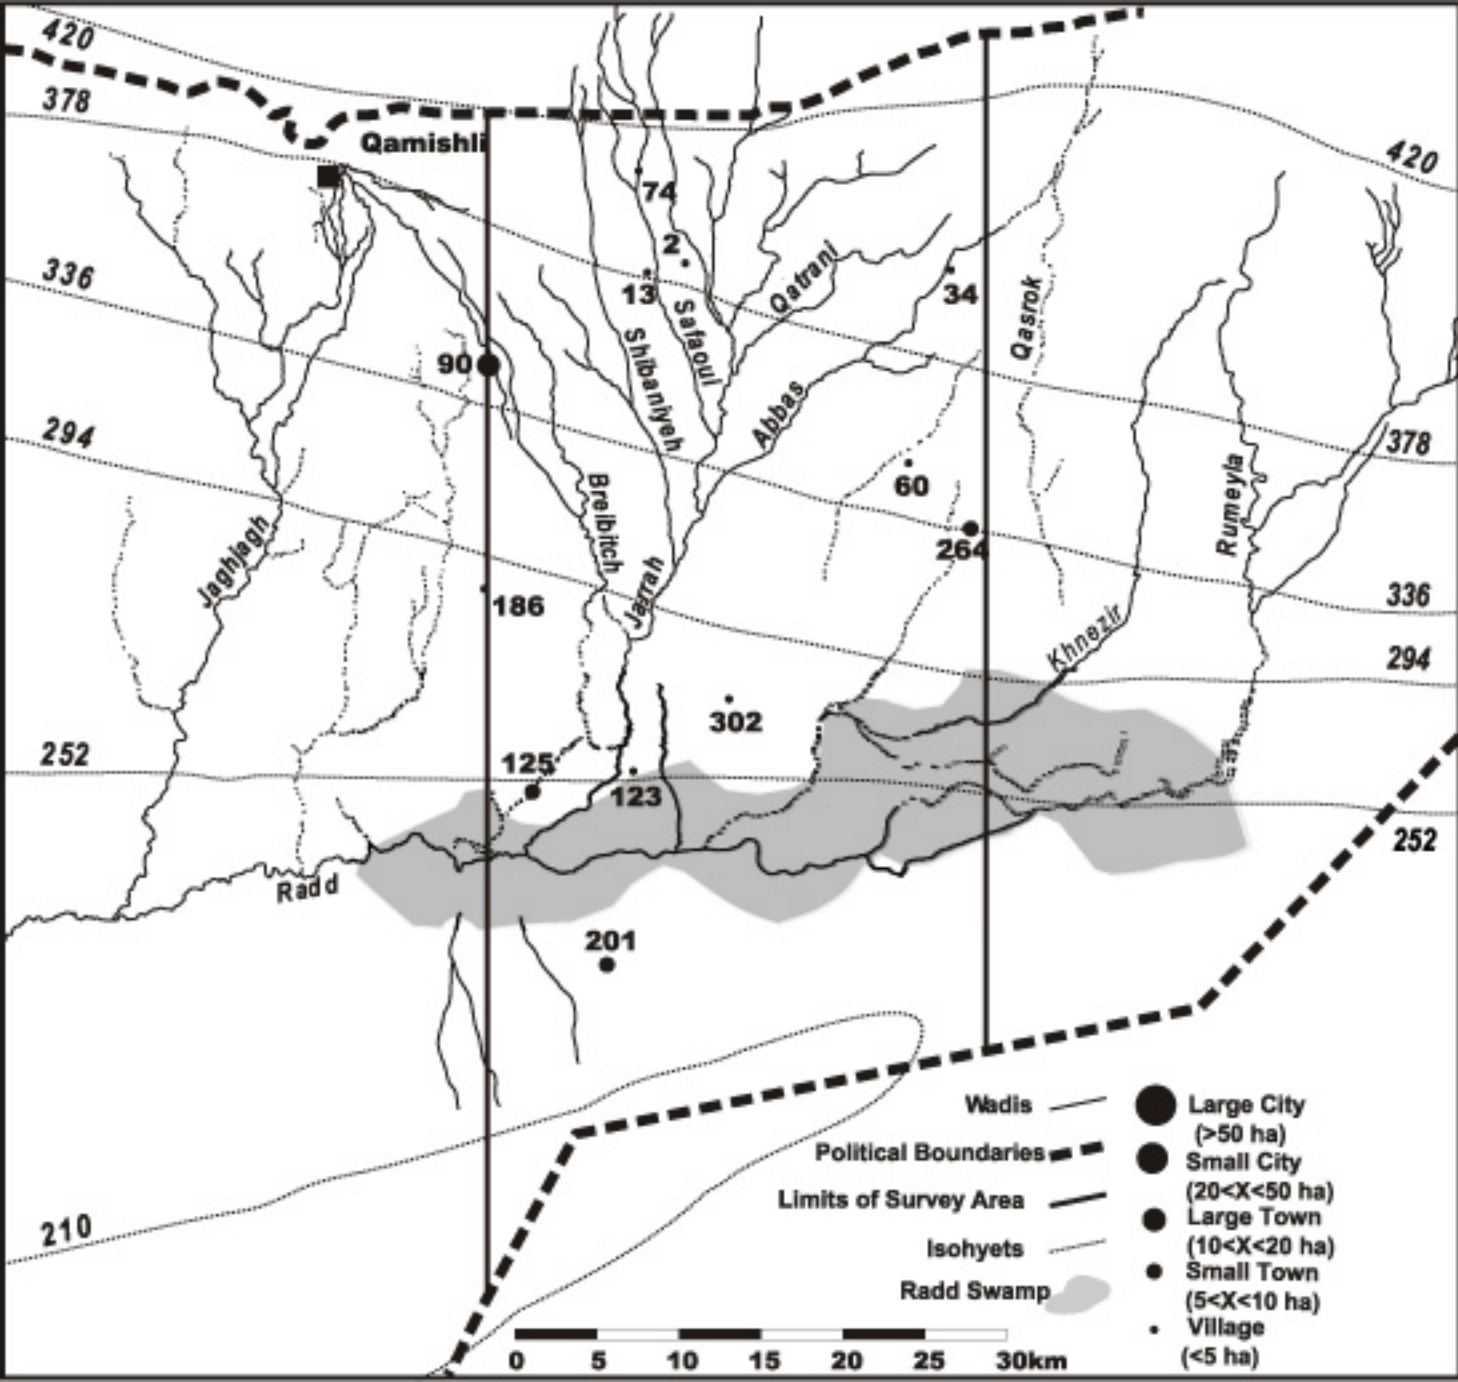 420
378
Qamishli
420
74
2
336
13
Safaoui
Qatrani
34
Qasrok
Shibaniyeh
90
Abbas
294
378
60
Breibitch
Rumeyla
264
Jaghjagh
Jarrah
186
336
Khnezir
294
302
252
125
123
252
Radd
201
210
Wadis
Political Boundaries
Limits of Survey Area
Isohyets
Radd Swamp
Large City
(>50 ha)
Small City
(20<X<50 ha)
Large Town
(10<X<20 ha)
Small Town
(5<X<10 ha)
Village
(<5 ha)
0 5 10 15 20 25 30km